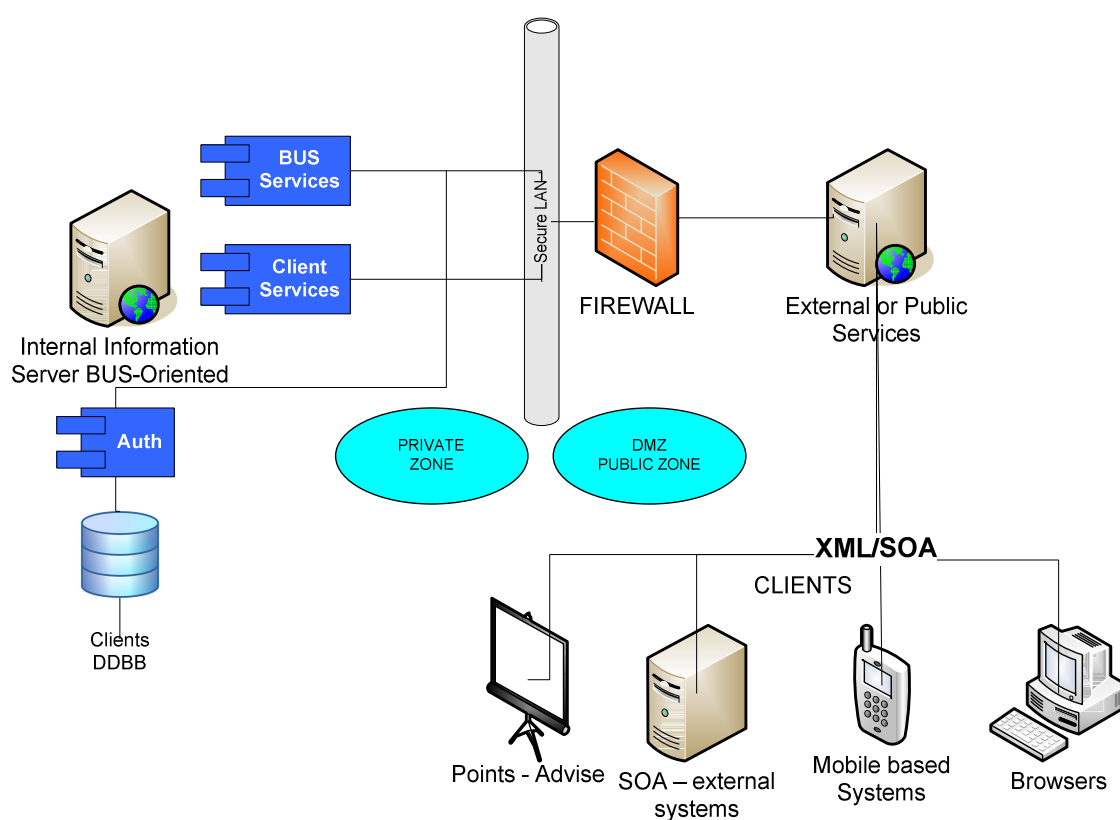 BUS
Services
Secure LAN
Client
Services
FIREWALL
External or Public
Services
Internal Information
Server BUS-Oriented
Auth
PRIVATE
ZONE
DMZ
PUBLIC ZONE
XML/SOA
CLIENTS
Clients
DDBB
Points - Advise
SOA – external
systems
Mobile based
Systems
Browsers